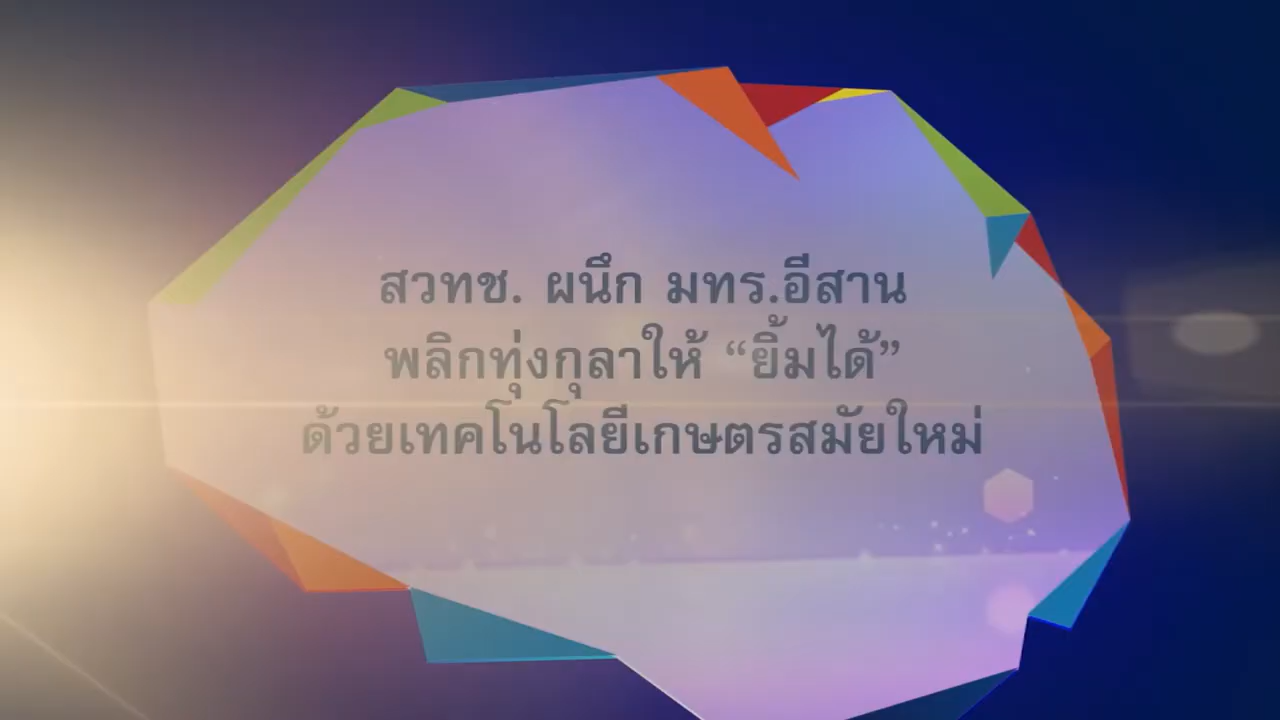 สวทช. ผนึก มทร.อีสาน
พลิกทุ่งกุลาให้ “ยิ้มได้”
ด้วยเทคโนโลยีเกษตรสมัยใหม่